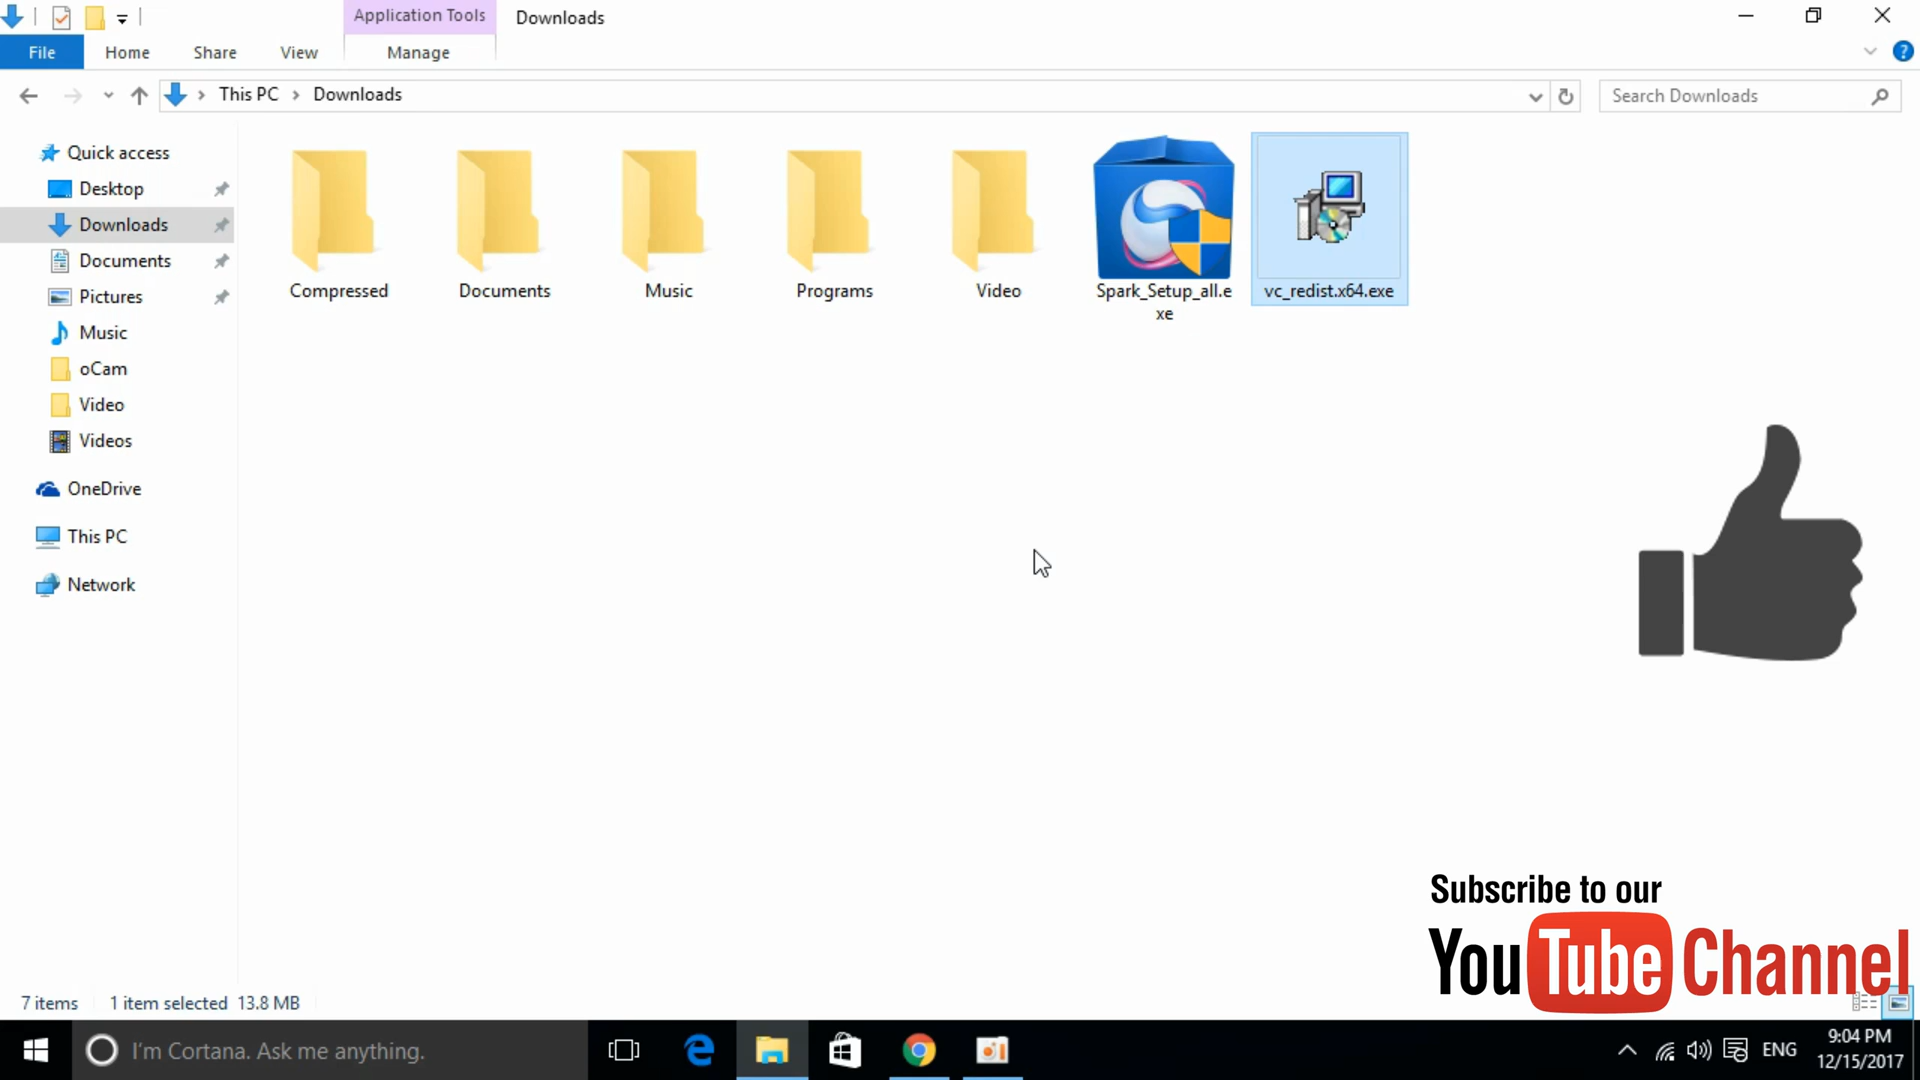 Application Tools
Downloads
File
Home
Share
View
Manage
?
This PC
Downloads
Search Downloads
Quick access
Desktop
Downloads
Documents
Pictures
Music
oCam
Video
Videos
OneDrive
This PC
Network
Compressed
Documents
Music
Programs
Video
Spark_Setup_all.e
xe
vc_redist.x64.exe
Subscribe to our
YouTube Channel
7 items
1 item selected 13.8 MB
I'm Cortana. Ask me anything.
ENG
9:04 PM
12/15/2017